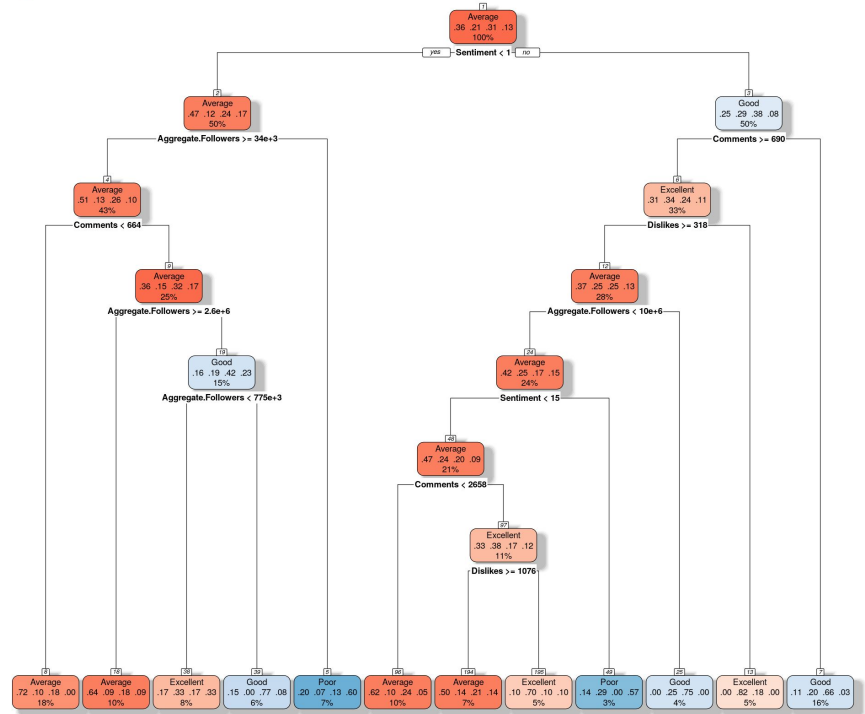 1
Average
.36 .21 .31 .13
100%
yes Sentiment < 1 no
2
Average
.47 .12 .24 .17
50%
Aggregate.Followers >= 34e+3
3
Good
.25 .29 .38 .08
50%
Comments >= 690
4
Average
.51 .13 .26 .10
43%
Comments < 664
6
Excellent
.31 .34 .24 .11
33%
Dislikes >= 318
9
Average
.36 .15 .32 .17
25%
Aggregate.Followers >= 2.6e+6
12
Average
.37 .25 .25 .13
28%
Aggregate.Followers < 10e+6
19
Good
.16 .19 .42 .23
15%
Aggregate.Followers < 775e+3
24
Average
.42 .25 .17 .15
24%
Sentiment < 15
48
Average
.47 .24 .20 .09
21%
Comments < 2658
97
Excellent
.33 .38 .17 .12
11%
Dislikes >= 1076
8
Average
.72 .10 .18 .00
18%
18
Average
.64 .09 .18 .09
10%
38
Excellent
.17 .33 .17 .33
8%
39
Good
.15 .00 .77 .08
6%
5
Poor
.20 .07 .13 .60
7%
96
Average
.62 .10 .24 .05
10%
194
Average
.50 .14 .21 .14
7%
195
Excellent
.10 .70 .10 .10
5%
49
Poor
.14 .29 .00 .57
3%
25
Good
.00 .25 .75 .00
4%
13
Excellent
.00 .82 .18 .00
5%
7
Good
.11 .20 .66 .03
16%